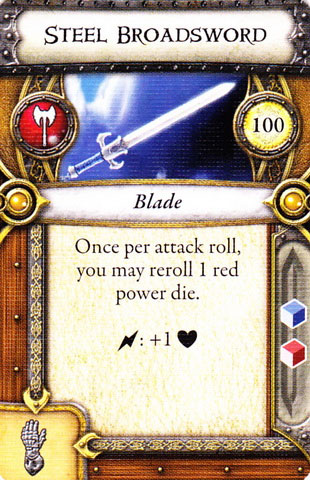 Steel Broadsword
100
Blade
Once per attack roll,
you may reroll 1 red
power die.
: +1